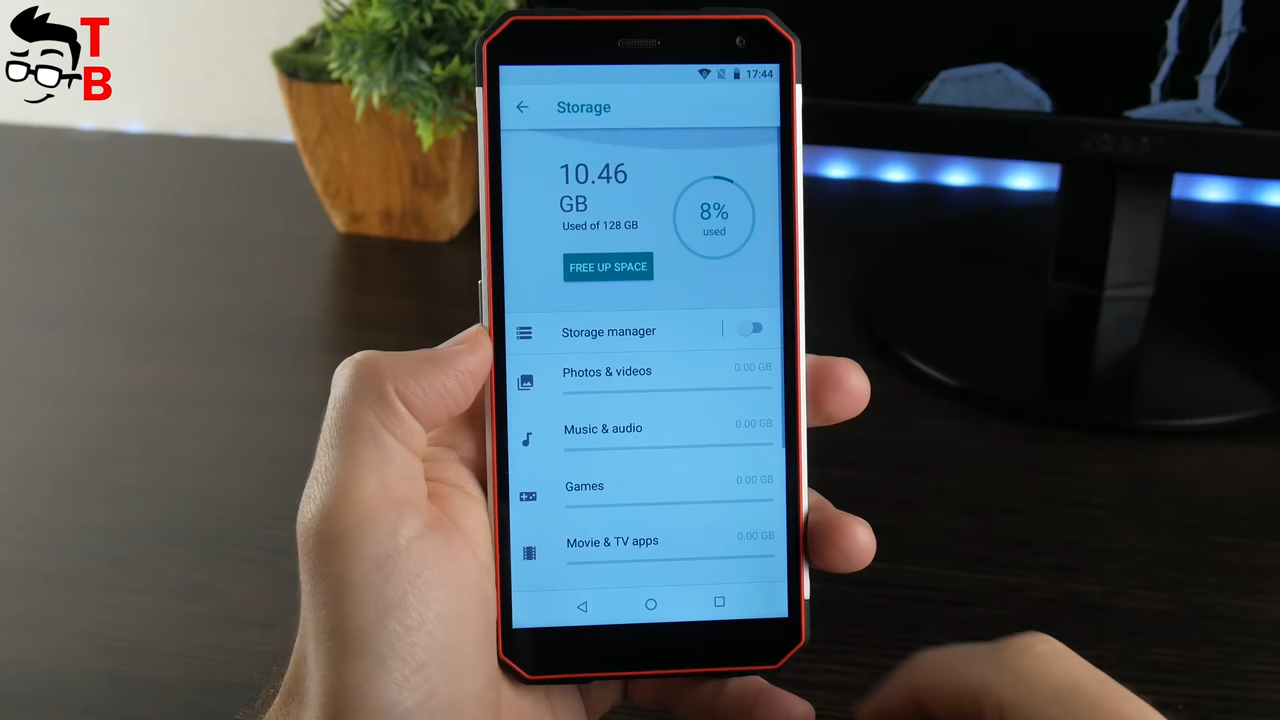 T
B
17:44
Storage
10.46
GB
Used of 128 GB
8%
used
FREE UP SPACE
Storage manager
Photos & videos
0.00 GB
Music & audio
0.00 GB
Games
0.00 GB
Movie & TV apps
0.00 GB